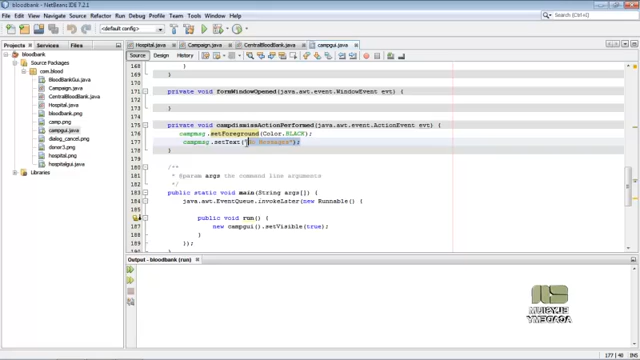 bloodbank - NetBeans IDE 7.2.1
File Edit View Navigate Source Refactor Run Debug Profile Team Tools Window Help
Search (Ctrl+I)
<default config>
Projects Services Files
Hospital.java Campaign.java CentralBloodBank.java campgui.java
Source Design History
bloodbank
Source Packages
com.blood
BloodBankGui.java
Campaign.java
CentralBloodBank.java
Hospital.java
campgui.java
camp.png
dialog_cancel.png
donor.png
hospital.png
Libraries
168 }
169 }
170
171 private void formWindowOpened(java.awt.event.WindowEvent evt) {
172
173 }
174
175 private void campdismissActionPerformed(java.awt.event.ActionEvent evt) {
176 campmsg.setForeground(Color.BLACK);
177 campmsg.setText("No Messages");
178 }
179
180 /**
181 * @param args the command line arguments
182 */
183 public static void main(String args[]) {
184 java.awt.EventQueue.invokeLater(new Runnable() {
185
public void run() {
187 new campgui().setVisible(true);
188 }
189 });
190 }
Output - bloodbank (run)
177 | 48 INS